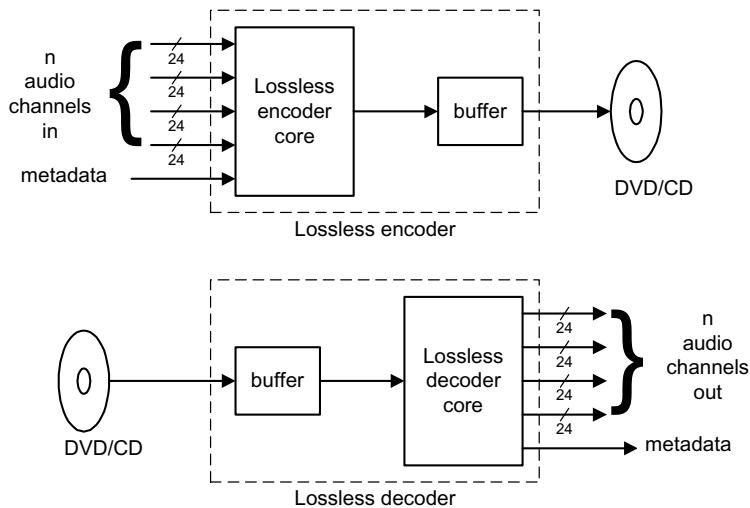 n
audio
channels
in
24
24
24
24
metadata
Lossless
encoder
core
buffer
DVD/CD
Lossless encoder
DVD/CD
buffer
Lossless
decoder
core
24
24
24
24
n
audio
channels
out
metadata
Lossless decoder